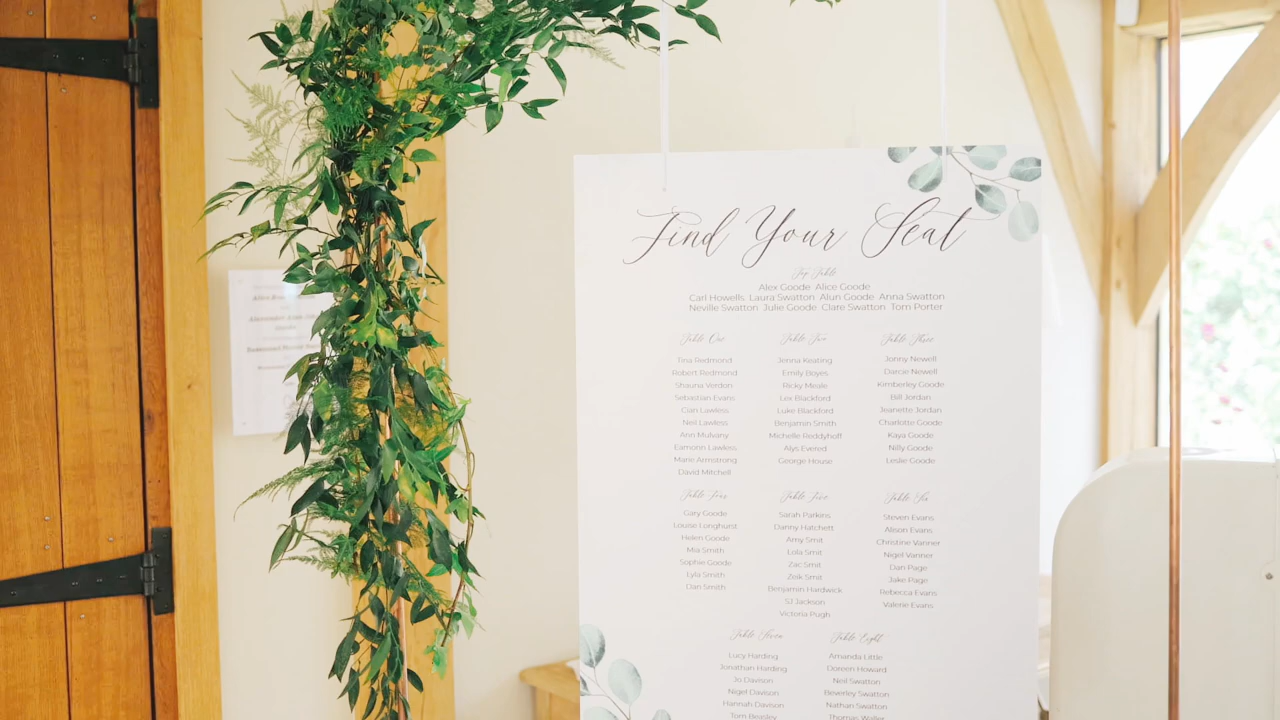 Find Your Seat
Top Table
Alex Goode Alice Goode
Carl Howells Laura Swatton Alun Goode Anna Swatton
Neville Swatton Julie Goode Clare Swatton Tom Porter
Table One
Tina Redmond
Robert Redmond
Shauna Verdon
Sebastian Evans
Cian Lawless
Neil Lawless
Ann Mulvany
Eamonn Lawless
Marie Armstrong
David Mitchell
Table Two
Jenna Keating
Emily Boyes
Ricky Meale
Lex Blackford
Luke Blackford
Benjamin Smith
Michelle Reddyhoff
Alys Evered
George House
Table Three
Jonny Newell
Darcie Newell
Kimberley Goode
Bill Jordan
Jeanette Jordan
Charlotte Goode
Kaya Goode
Nilly Goode
Leslie Goode
Table Four
Gary Goode
Louise Longhurst
Helen Goode
Mia Smith
Sophie Goode
Lyla Smith
Dan Smith
Table Five
Sarah Parkins
Danny Hatchett
Amy Smit
Lola Smit
Zac Smit
Zeik Smit
Benjamin Hardwick
SJ Jackson
Victoria Pugh
Table Six
Steven Evans
Alison Evans
Christine Vanner
Nigel Vanner
Dan Page
Jake Page
Rebecca Evans
Valerie Evans
Table Seven
Lucy Harding
Jonathan Harding
Jo Davison
Nigel Davison
Hannah Davison
Tom Beasley
Table Eight
Amanda Little
Doreen Howard
Neil Swatton
Beverley Swatton
Nathan Swatton
Thomas Waller